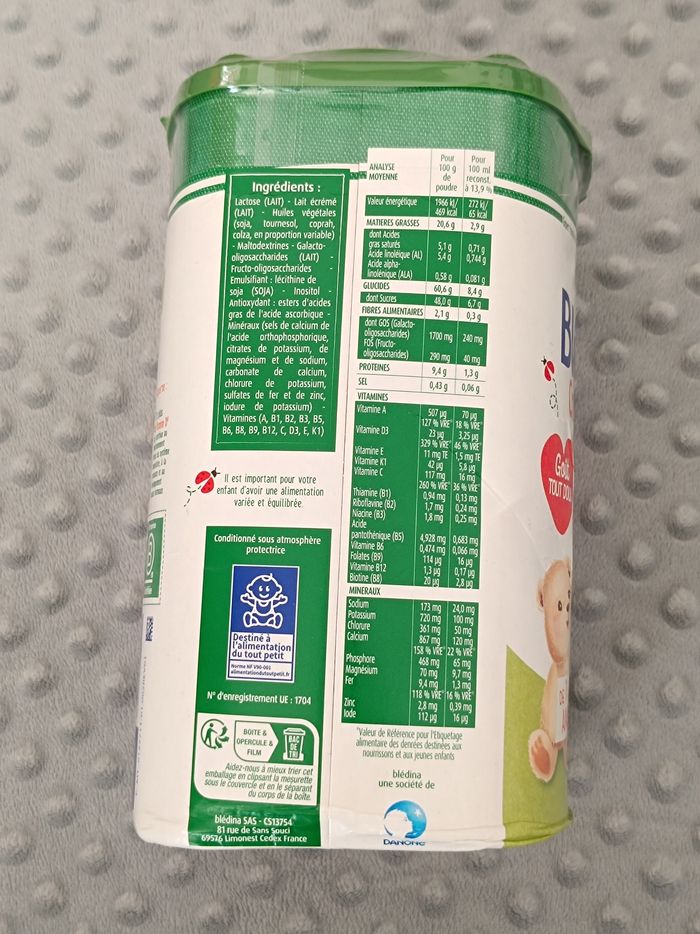 Ingrédients :
Lactose (LAIT) - Lait écrémé
(LAIT) - Huiles végétales
(soja, tournesol, coprah,
colza, en proportion variable)
- Maltodextrines - Galacto-
oligosaccharides (LAIT) -
Fructo-oligosaccharides -
Emulsifiant : lécithine de
soja (SOJA) - Inositol -
Antioxydant : esters d'acides
gras de l'acide ascorbique -
Minéraux (sels de calcium de
l'acide orthophosphorique,
citrates de potassium, de
magnésium et de sodium,
carbonate de calcium,
chlorure de potassium,
sulfates de fer et de zinc,
iodure de potassium) -
Vitamines (A, B1, B2, B3, B5,
B6, B8, B9, B12, C, D3, E, K1)
Il est important pour votre
enfant d'avoir une alimentation
variée et équilibrée.
Conditionné sous atmosphère
protectrice
Destiné à
l'alimentation
du tout petit
Norme NF V90-001
alimentationdutoutpetit.fr
N° d'enregistrement UE : 1704
BOITE &
OPERCULE &
FILM
BAC
DE
TRI
Aidez-nous à mieux trier cet
emballage en clipsant la mesurette
sous le couvercle et en le séparant
du corps de la boîte.
blédina SAS - CS13754
81 rue de Sans Souci
69576 Limonest Cedex France
ANALYSE MOYENNE Pour 100 g de poudre Pour 100 ml reconst. à 13,9 %
Valeur énergétique 1966 kJ/ 469 kcal 272 kJ/ 65 kcal
MATIERES GRASSES 20,6 g 2,9 g
dont Acides
gras saturés 5,1 g 0,71 g
Acide linoléique (AL) 5,4 g 0,744 g
Acide alpha-
linolénique (ALA) 0,58 g 0,081 g
GLUCIDES 60,6 g 8,4 g
dont Sucres 48,0 g 6,7 g
FIBRES ALIMENTAIRES 2,1 g 0,3 g
dont GOS (Galacto-
oligosaccharides) 1700 mg 240 mg
FOS (Fructo-
oligosaccharides) 290 mg 40 mg
PROTEINES 9,4 g 1,3 g
SEL 0,43 g 0,06 g
VITAMINES
Vitamine A 507 µg 70 µg
127 % VRE* 18 % VRE*
Vitamine D3 23 µg 3,25 µg
329 % VRE* 46 % VRE*
Vitamine E 11 mg TE 1,5 mg TE
Vitamine K1 42 µg 5,8 µg
Vitamine C 117 mg 16 mg
260 % VRE* 36 % VRE*
Thiamine (B1) 0,94 mg 0,13 mg
Riboflavine (B2) 1,7 mg 0,24 mg
Niacine (B3) 1,8 mg 0,25 mg
Acide
pantothénique (B5) 4,928 mg 0,683 mg
Vitamine B6 0,474 mg 0,066 mg
Folates (B9) 114 µg 16 µg
Vitamine B12 1,3 µg 0,17 µg
Biotine (B8) 20 µg 2,8 µg
MINERAUX
Sodium 173 mg 24,0 mg
Potassium 720 mg 100 mg
Chlorure 361 mg 50 mg
Calcium 867 mg 120 mg
158 % VRE* 22 % VRE*
Phosphore 468 mg 65 mg
Magnésium 70 mg 9,7 mg
Fer 9,4 mg 1,3 mg
118 % VRE* 16 % VRE*
Zinc 2,8 mg 0,39 mg
Iode 112 µg 16 µg
*Valeur de Référence pour l'Etiquetage
alimentaire des denrées destinées aux
nourrissons et aux jeunes enfants
blédina
une société de
DANONE
Goût
TOUT DOUX